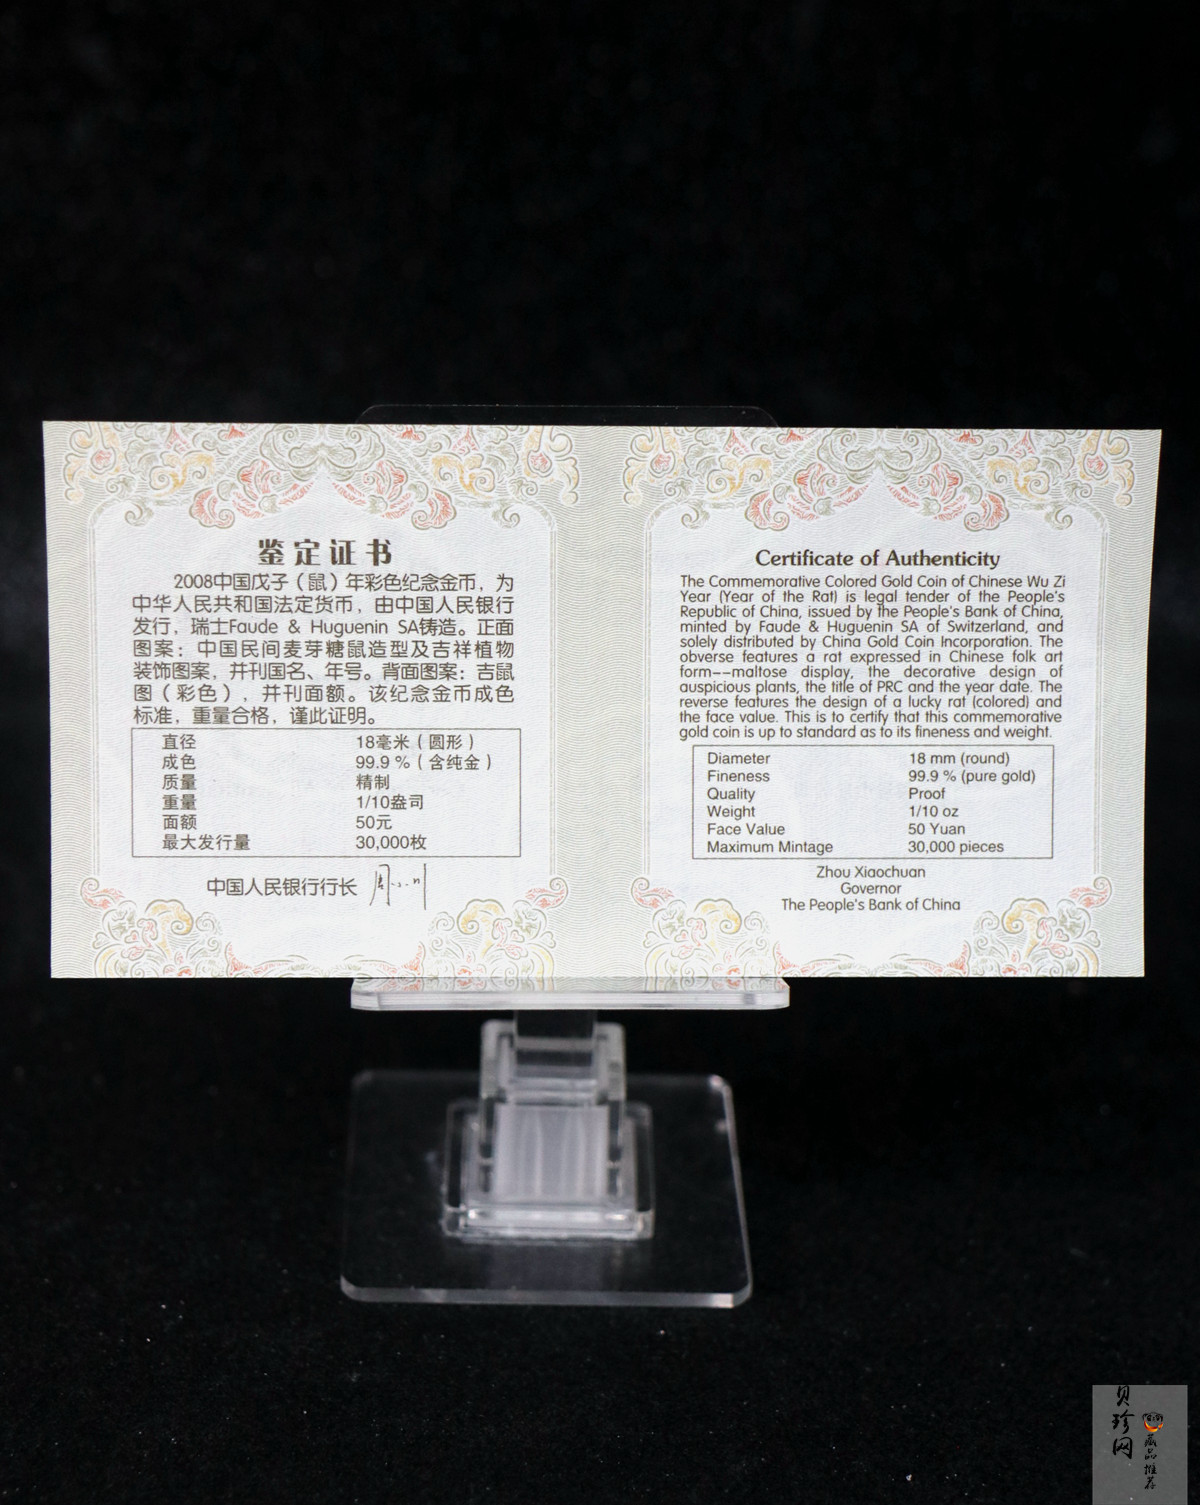 鉴定证书
2008中国戊子（鼠）年彩色纪念金币，为
中华人民共和国法定货币，由中国人民银行
发行，瑞士Faude & Huguenin SA铸造。正面
图案：中国民间麦芽糖鼠造型及吉祥植物
装饰图案，并刊国名、年号。背面图案：吉鼠
图（彩色），并刊面额。该纪念金币成色
标准，重量合格，谨此证明。
直径 18毫米（圆形）
成色 99.9％（含纯金）
质量 精制
重量 1/10盎司
面额 50元
最大发行量 30,000枚
中国人民银行行长
Certificate of Authenticity
The Commemorative Colored Gold Coin of Chinese Wu Zi
Year (Year of the Rat) is legal tender of the People's
Republic of China, issued by the People's Bank of China,
minted by Faude & Huguenin SA of Switzerland, and
solely distributed by China Gold Coin Incorporation. The
obverse features a rat expressed in Chinese folk art
form--maltose display, the decorative design of
auspicious plants, the title of PRC and the year date. The
reverse features the design of a lucky rat (colored) and
the face value. This is to certify that this commemorative
gold coin is up to standard as to its fineness and weight.
Diameter 18 mm (round)
Fineness 99.9 % (pure gold)
Quality Proof
Weight 1/10 oz
Face Value 50 Yuan
Maximum Mintage 30,000 pieces
Zhou Xiaochuan
Governor
The People's Bank of China
贝珍网
藏品推荐